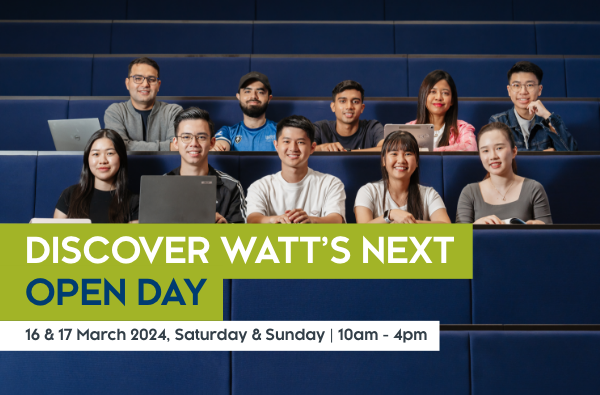 DISCOVER WATT'S NEXT
OPEN DAY
16 & 17 March 2024, Saturday & Sunday | 10am - 4pm